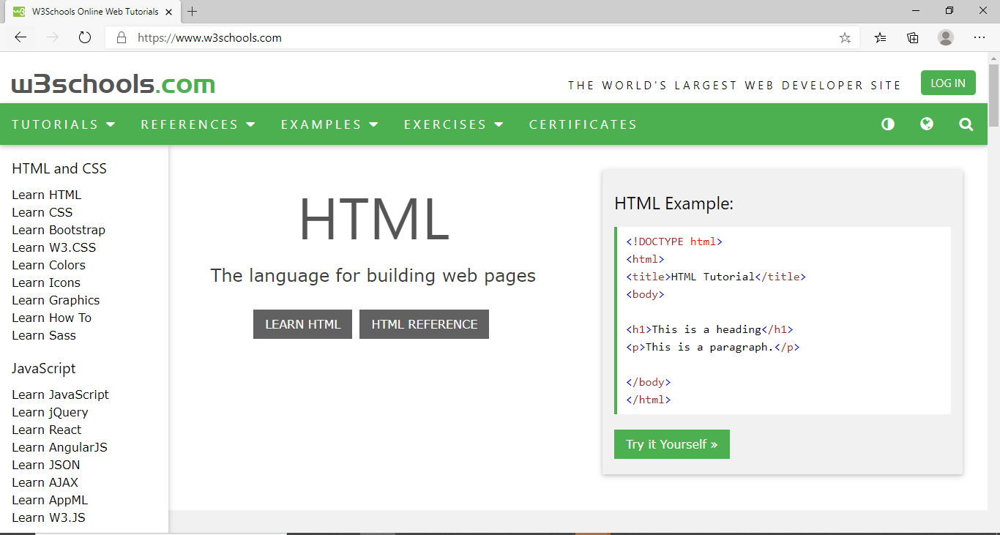 W3Schools Online Web Tutorials
https://www.w3schools.com
w3schools.com
THE WORLD'S LARGEST WEB DEVELOPER SITE
LOG IN
TUTORIALS REFERENCES EXAMPLES EXERCISES CERTIFICATES
HTML and CSS
Learn HTML
Learn CSS
Learn Bootstrap
Learn W3.CSS
Learn Colors
Learn Icons
Learn Graphics
Learn How To
Learn Sass
JavaScript
Learn JavaScript
Learn jQuery
Learn React
Learn AngularJS
Learn JSON
Learn AJAX
Learn AppML
Learn W3.JS
HTML
The language for building web pages
LEARN HTML
HTML REFERENCE
HTML Example:
<!DOCTYPE html>
<html>
<title>HTML Tutorial</title>
<body>
<h1>This is a heading</h1>
<p>This is a paragraph.</p>
</body>
</html>
Try it Yourself »